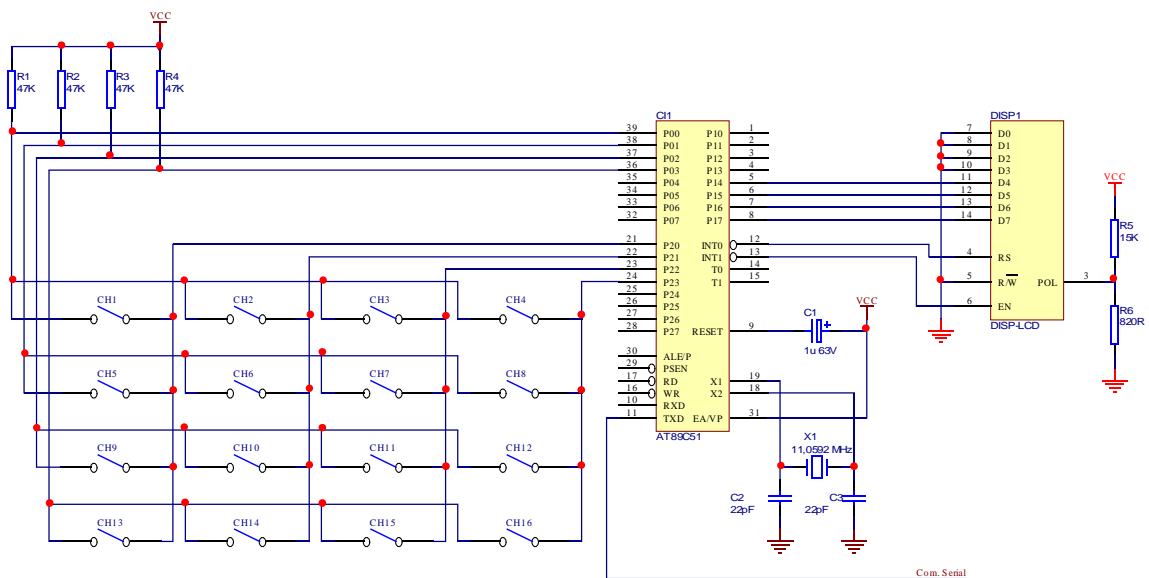 VCC
R1
47K
R2
47K
R3
47K
R4
47K
CI1
39 P00 P10 1
38 P01 P11 2
37 P02 P12 3
36 P03 P13 4
35 P04 P14 5
34 P05 P15 6
33 P06 P16 7
32 P07 P17 8
21 P20 INT0 12
22 P21 INT1 13
23 P22 T0 14
24 P23 T1 15
25 P24
26 P25
27 P26
28 P27 RESET 9
30 ALE/P
29 PSEN
17 RD X1 19
16 WR X2 18
10 RXD
11 TXD EA/VP 31
AT89C51
DISP1
7 D0
8 D1
9 D2
10 D3
11 D4
12 D5
13 D6
14 D7
4 RS
5 R/W POL 3
6 EN
DISP-LCD
VCC
R5
15K
R6
820R
VCC
C1
+
1u 63V
X1
11,0592 MHz
C2
22pF
C3
22pF
CH1 CH2 CH3 CH4
CH5 CH6 CH7 CH8
CH9 CH10 CH11 CH12
CH13 CH14 CH15 CH16
Com. Serial